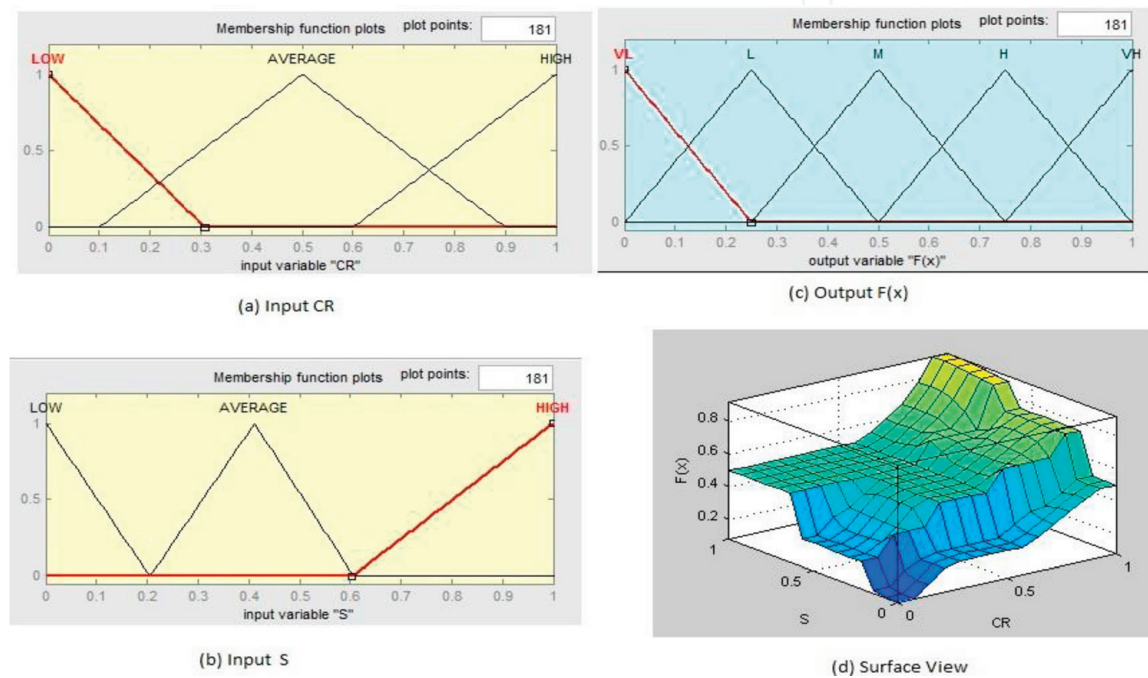 Membership function plots plot points: 181
LOW AVERAGE HIGH
1
0.5
0
0 0.1 0.2 0.3 0.4 0.5 0.6 0.7 0.8 0.9 1
input variable "CR"
(a) Input CR
Membership function plots plot points: 181
VL L M H VH
1
0.5
0
0 0.1 0.2 0.3 0.4 0.5 0.6 0.7 0.8 0.9 1
output variable "F(x)"
(c) Output F(x)
Membership function plots plot points: 181
LOW AVERAGE HIGH
1
0.5
0
0 0.1 0.2 0.3 0.4 0.5 0.6 0.7 0.8 0.9 1
input variable "S"
(b) Input S
0.8
0.6
0.4
0.2
F(x)
1
0.5
0
S
0
0.5
1
CR
(d) Surface View